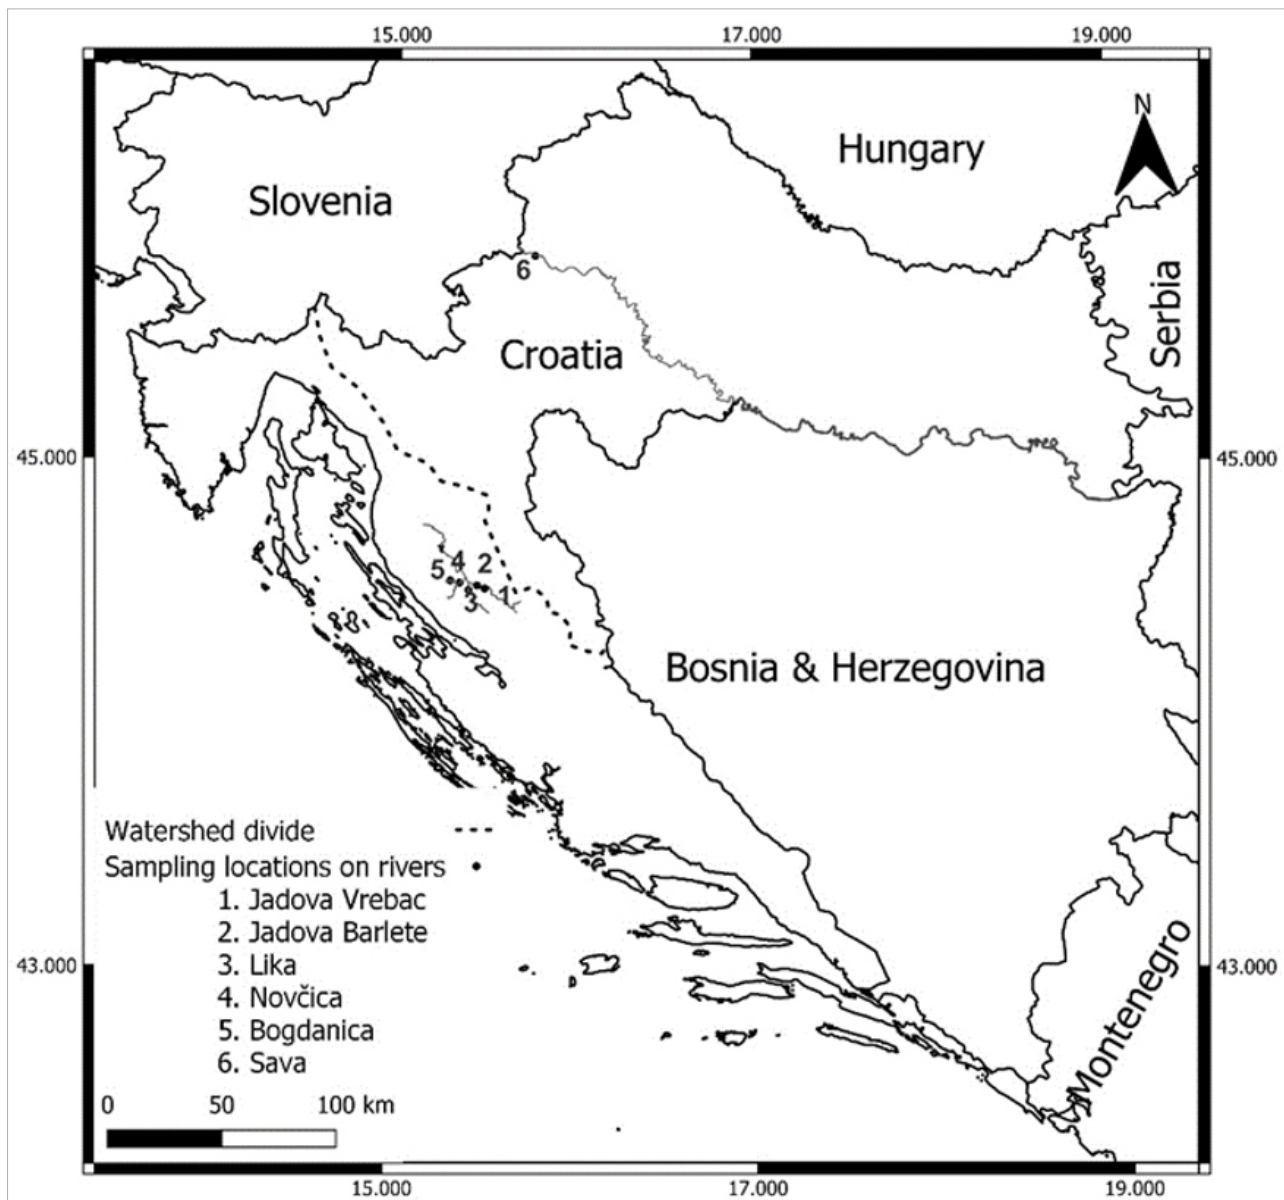 15.000 17.000 19.000
N
Hungary
Slovenia
Serbia
6
Croatia
45.000 45.000
4 2
5
3 1
Bosnia & Herzegovina
Watershed divide
Sampling locations on rivers
1. Jadova Vrebac
2. Jadova Barlete
3. Lika
4. Novčica
5. Bogdanica
6. Sava
43.000 43.000
Montenegro
0 50 100 km
15.000 17.000 19.000